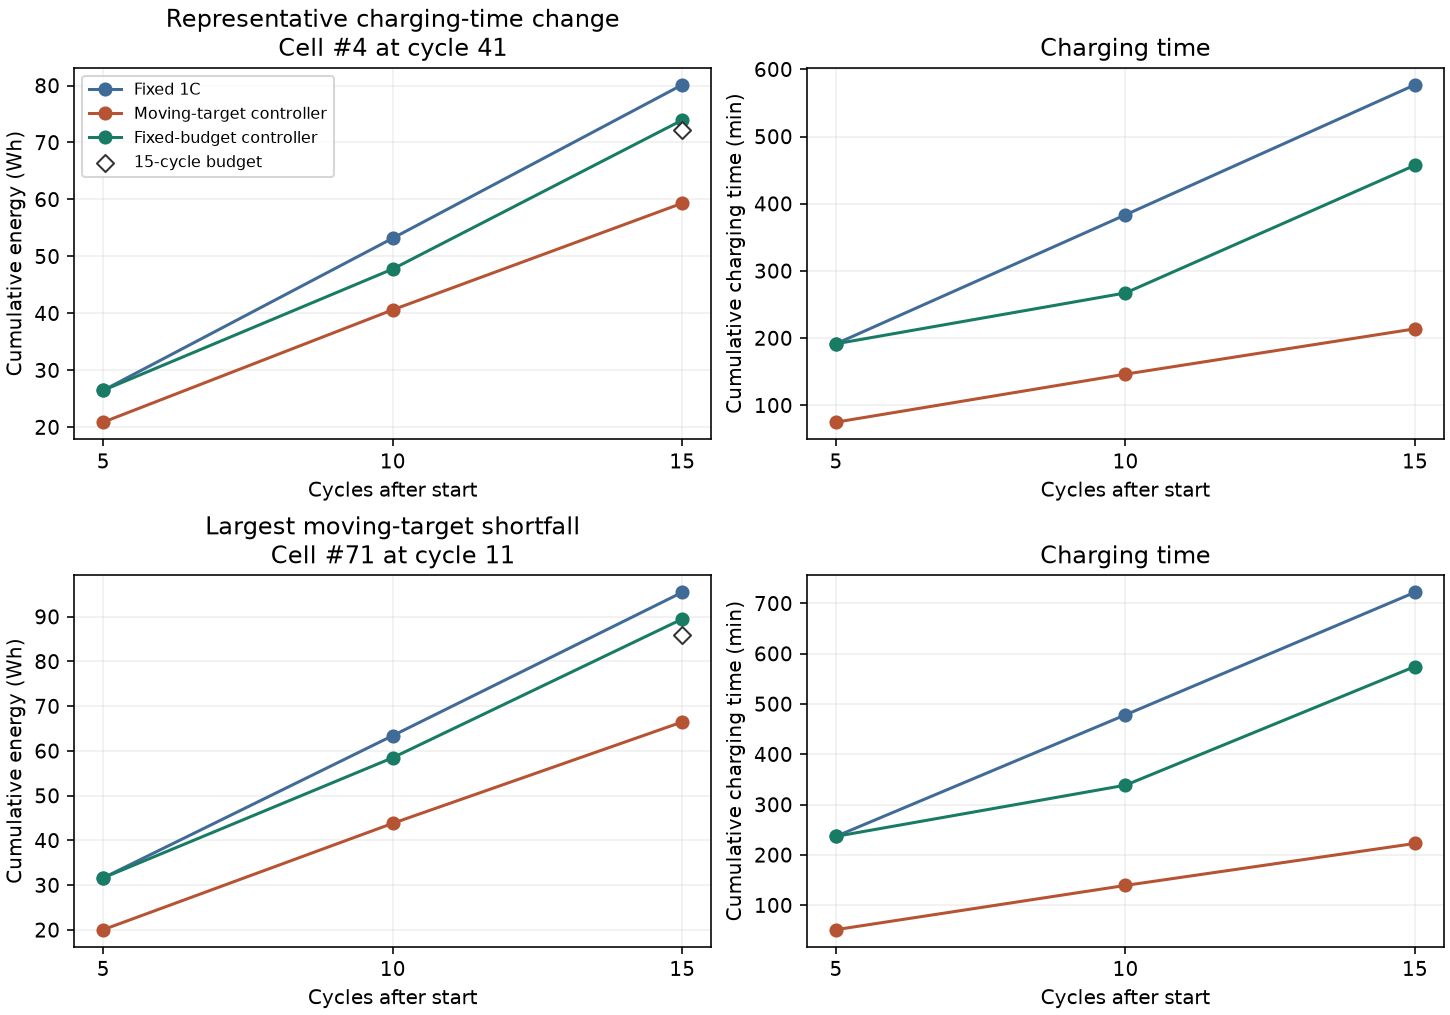 Representative charging-time change
Cell #4 at cycle 41
Cumulative energy (Wh)
80
70
60
50
40
30
20
Fixed 1C
Moving-target controller
Fixed-budget controller
15-cycle budget
5
10
15
Cycles after start
Charging time
Cumulative charging time (min)
600
500
400
300
200
100
5
10
15
Cycles after start
Largest moving-target shortfall
Cell #71 at cycle 11
Cumulative energy (Wh)
90
80
70
60
50
40
30
20
5
10
15
Cycles after start
Charging time
Cumulative charging time (min)
700
600
500
400
300
200
100
5
10
15
Cycles after start